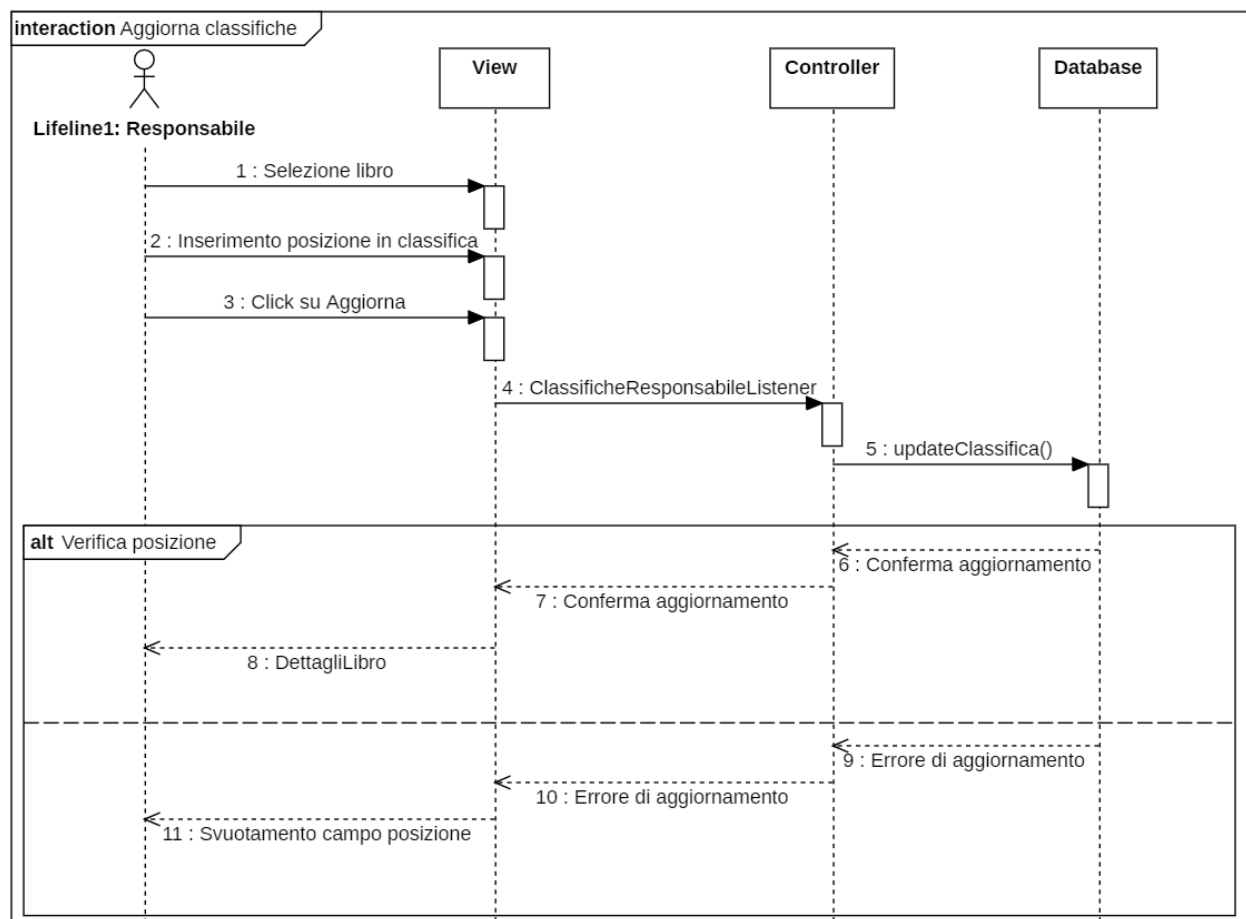 interaction Aggiorna classifiche
View
Controller
Database
Lifeline1: Responsabile
1 : Selezione libro
2 : Inserimento posizione in classifica
3 : Click su Aggiorna
4 : ClassificheResponsabileListener
5 : updateClassifica()
alt Verifica posizione
6 : Conferma aggiornamento
7 : Conferma aggiornamento
8 : DettagliLibro
9 : Errore di aggiornamento
10 : Errore di aggiornamento
11 : Svuotamento campo posizione